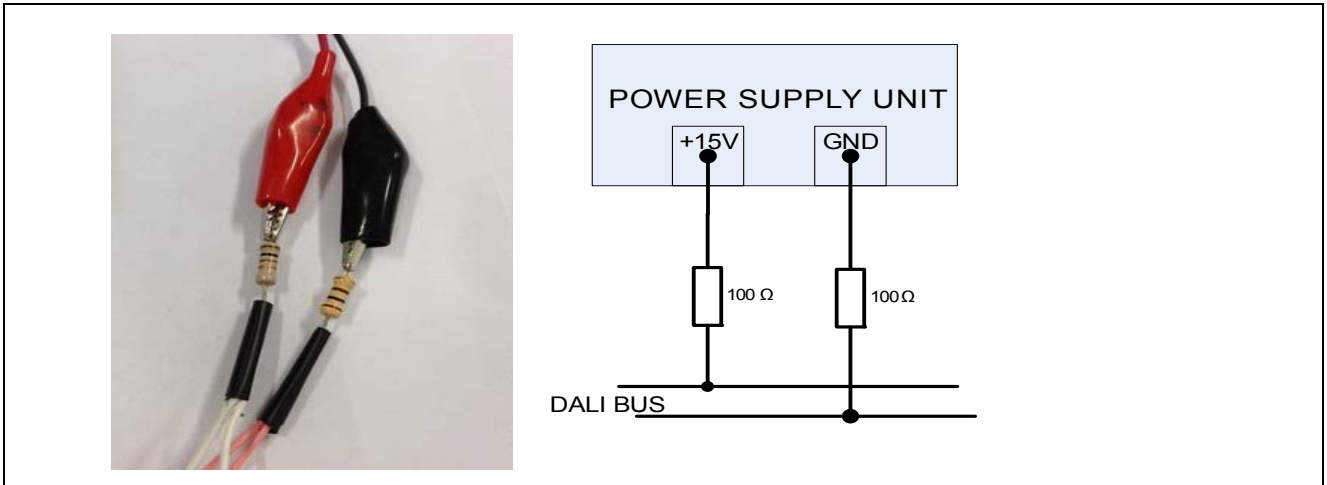 POWER SUPPLY UNIT
+15V GND
100 Ω 100Ω
DALI BUS